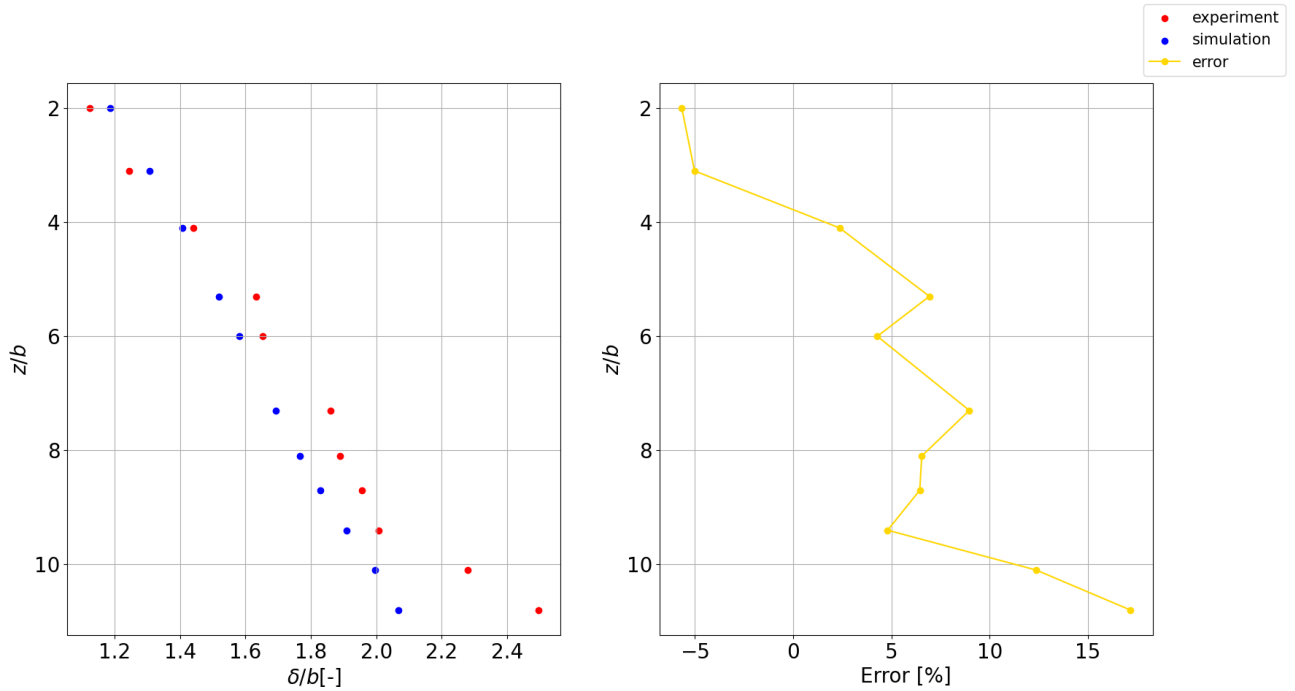 experiment
simulation
error
2
4
6
8
10
z/b
1.2 1.4 1.6 1.8 2.0 2.2 2.4
δ/b[-]
2
4
6
8
10
z/b
−5 0 5 10 15
Error [%]